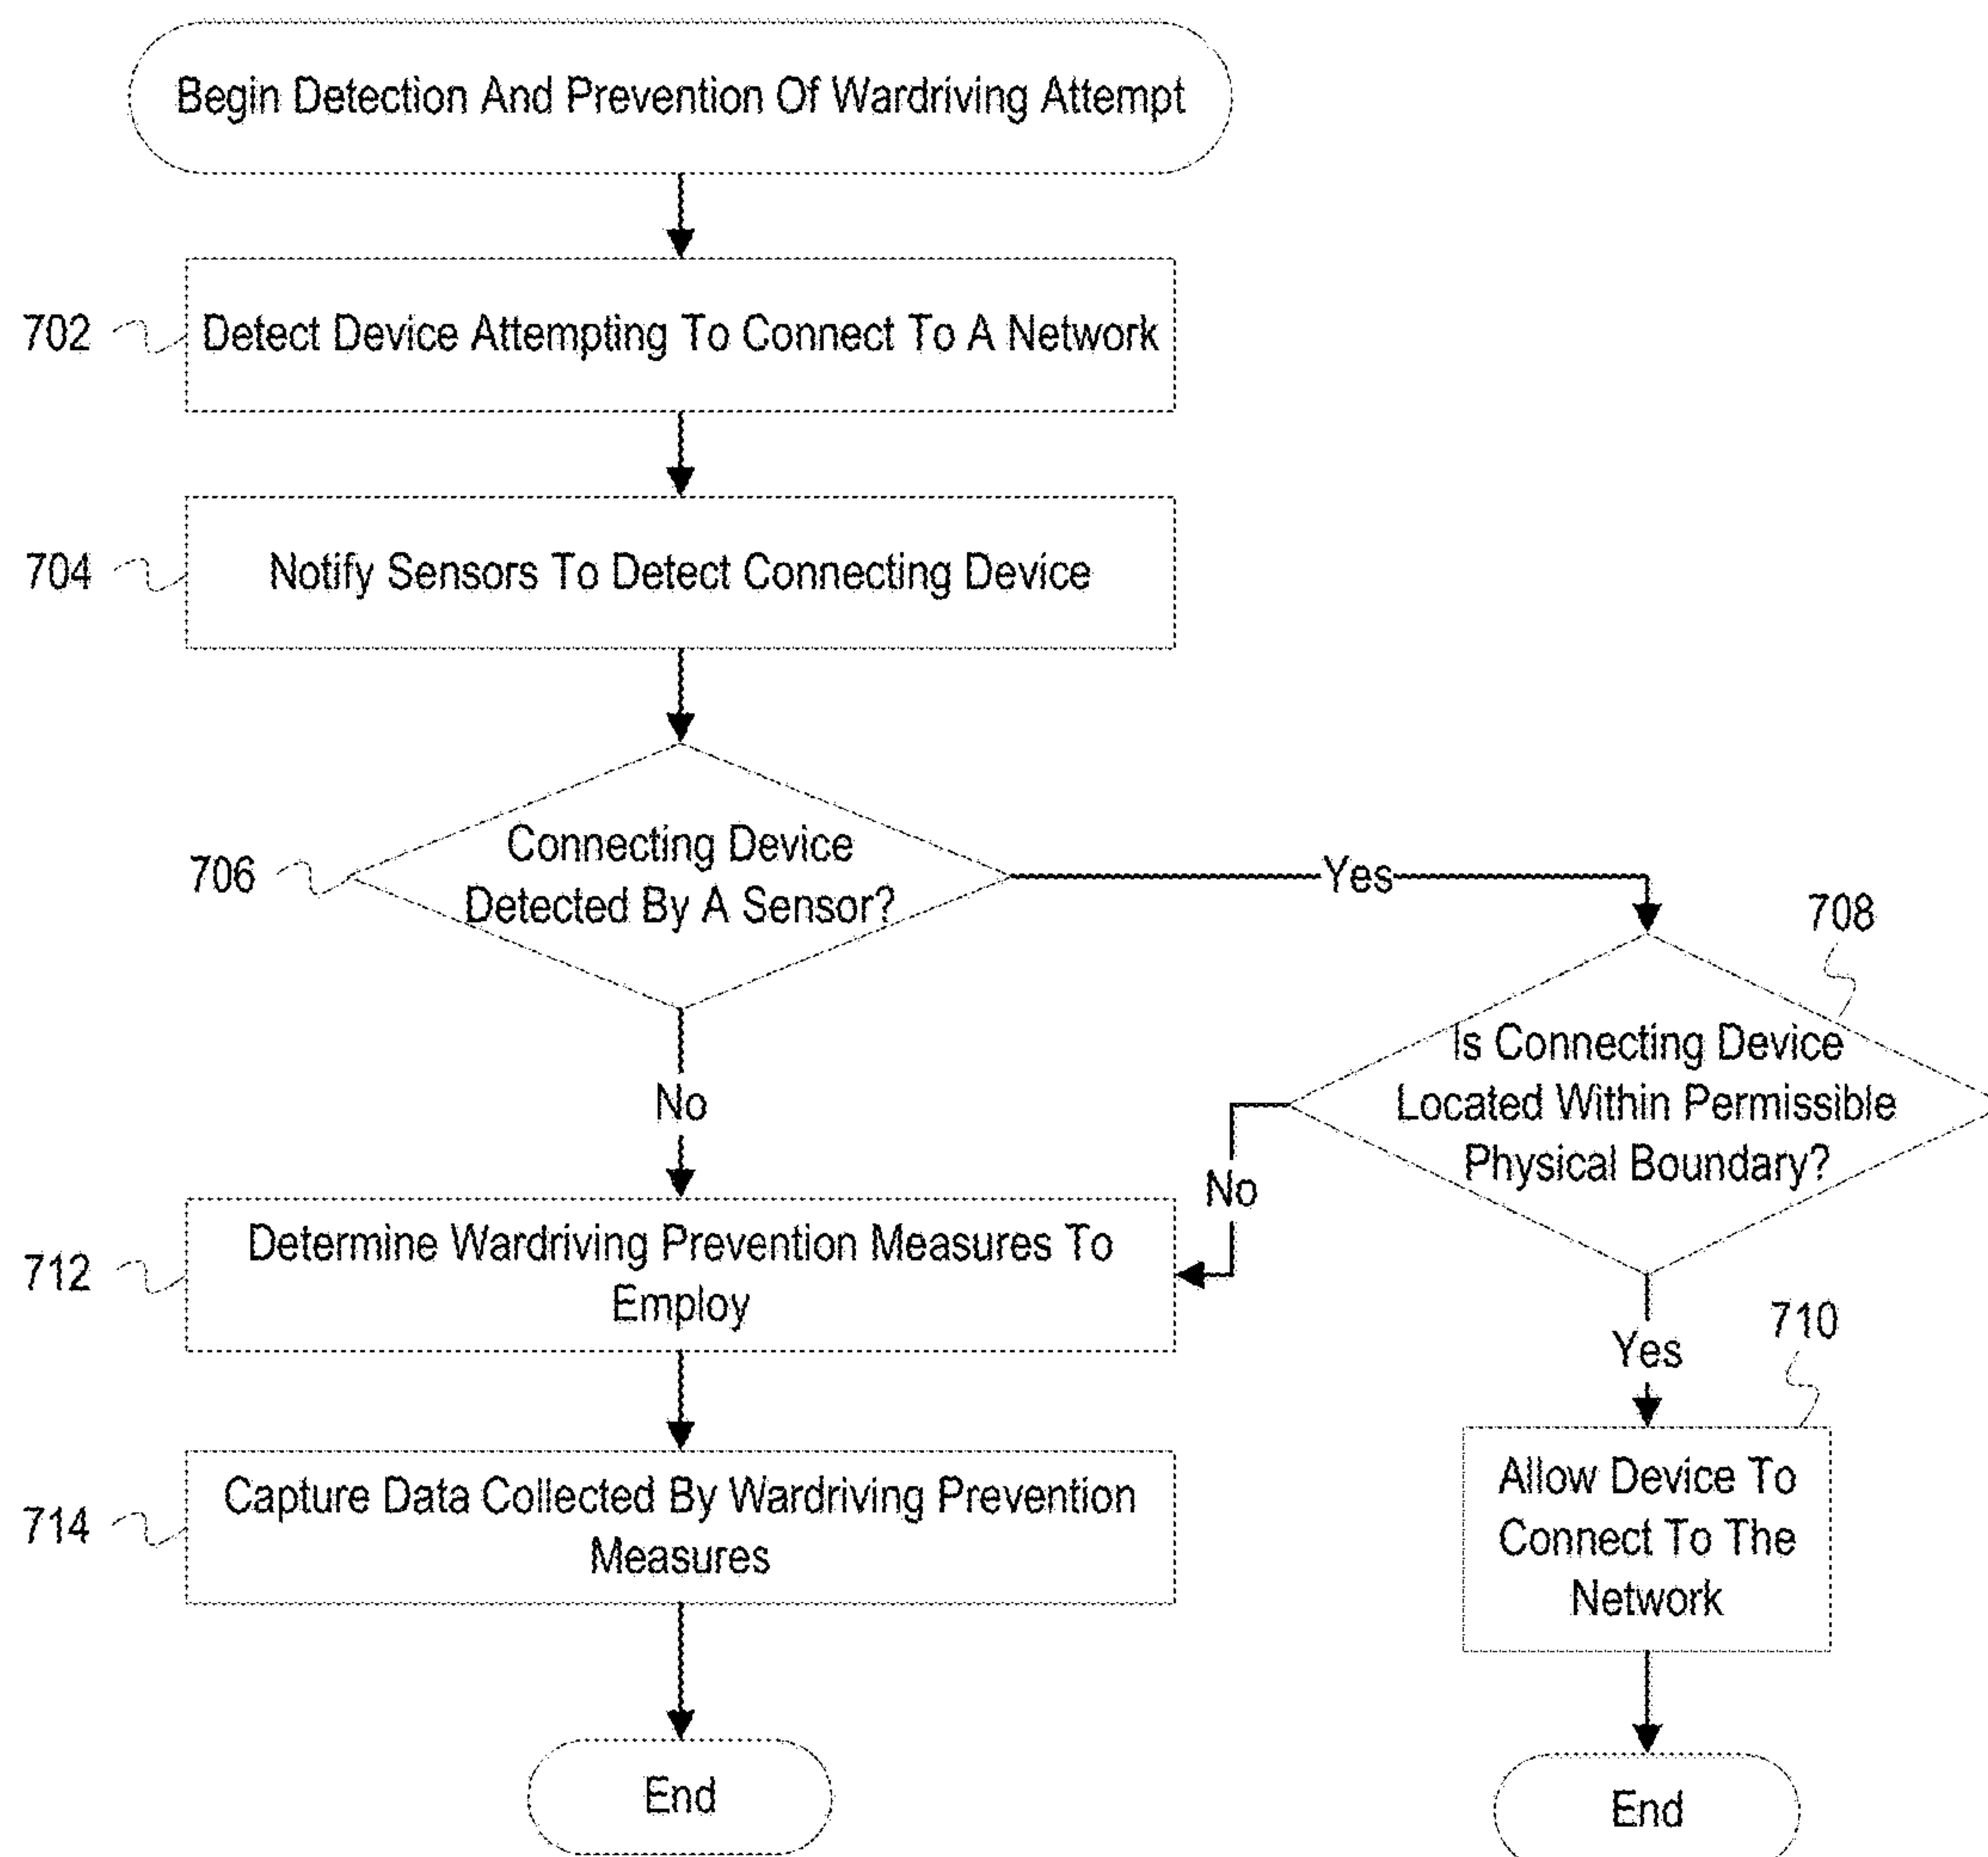 Begin Detection And Prevention Of Wardriving Attempt
702
Detect Device Attempting To Connect To A Network
704
Notify Sensors To Detect Connecting Device
706
Connecting Device
Detected By A Sensor?
Yes
708
Is Connecting Device
Located Within Permissible
Physical Boundary?
No
No
712
Determine Wardriving Prevention Measures To
Employ
Yes
710
Allow Device To
Connect To The
Network
714
Capture Data Collected By Wardriving Prevention
Measures
End
End